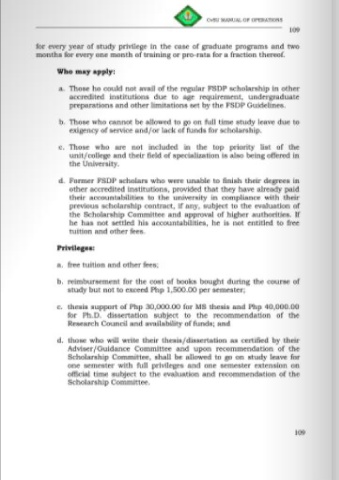 CvSU MANUAL OF OPERATIONS
109
for every year of study privilege in the case of graduate programs and two
months for every one month of training or pro-rata for a fraction thereof.
Who may apply:
a. Those he could not avail of the regular FSDP scholarship in other
accredited institutions due to age requirement, undergraduate
preparations and other limitations set by the FSDP Guidelines.
b. Those who cannot be allowed to go on full time study leave due to
exigency of service and/or lack of funds for scholarship.
c. Those who are not included in the top priority list of the
unit/college and their field of specialization is also being offered in
the University.
d. Former FSDP scholars who were unable to finish their degrees in
other accredited institutions, provided that they have already paid
their accountabilities to the university in compliance with their
previous scholarship contract, if any, subject to the evaluation of
the Scholarship Committee and approval of higher authorities. If
he has not settled his accountabilities, he is not entitled to free
tuition and other fees.
Privileges:
a. free tuition and other fees;
b. reimbursement for the cost of books bought during the course of
study but not to exceed Php 1,500.00 per semester;
c. thesis support of Php 30,000.00 for MS thesis and Php 40,000.00
for Ph.D. dissertation subject to the recommendation of the
Research Council and availability of funds; and
d. those who will write their thesis/dissertation as certified by their
Adviser/Guidance Committee and upon recommendation of the
Scholarship Committee, shall be allowed to go on study leave for
one semester with full privileges and one semester extension on
official time subject to the evaluation and recommendation of the
Scholarship Committee.
109